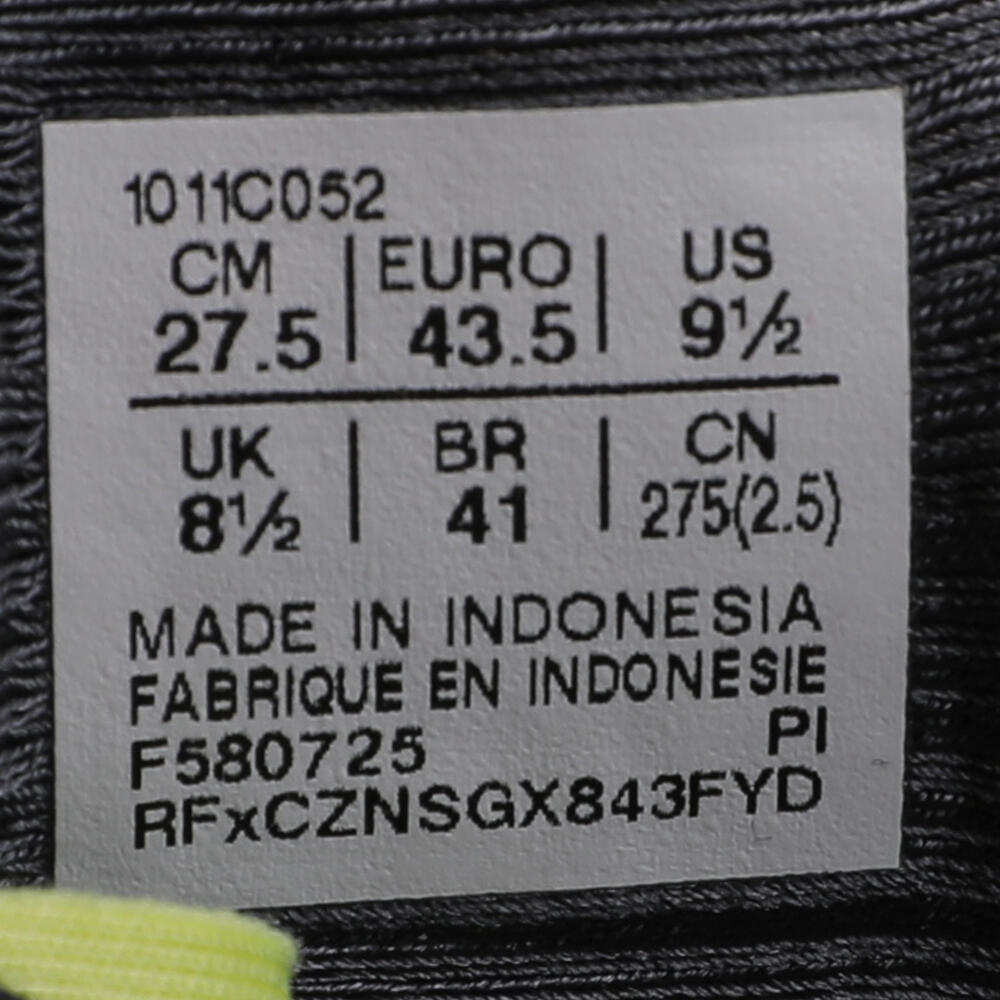 1011C052
CM | EURO | US
27.5 | 43.5 | 9½
UK | BR | CN
8½ | 41 | 275(2.5)
MADE IN INDONESIA
FABRIQUE EN INDONESIE
F580725 PI
RFxCZNSGX843FYD